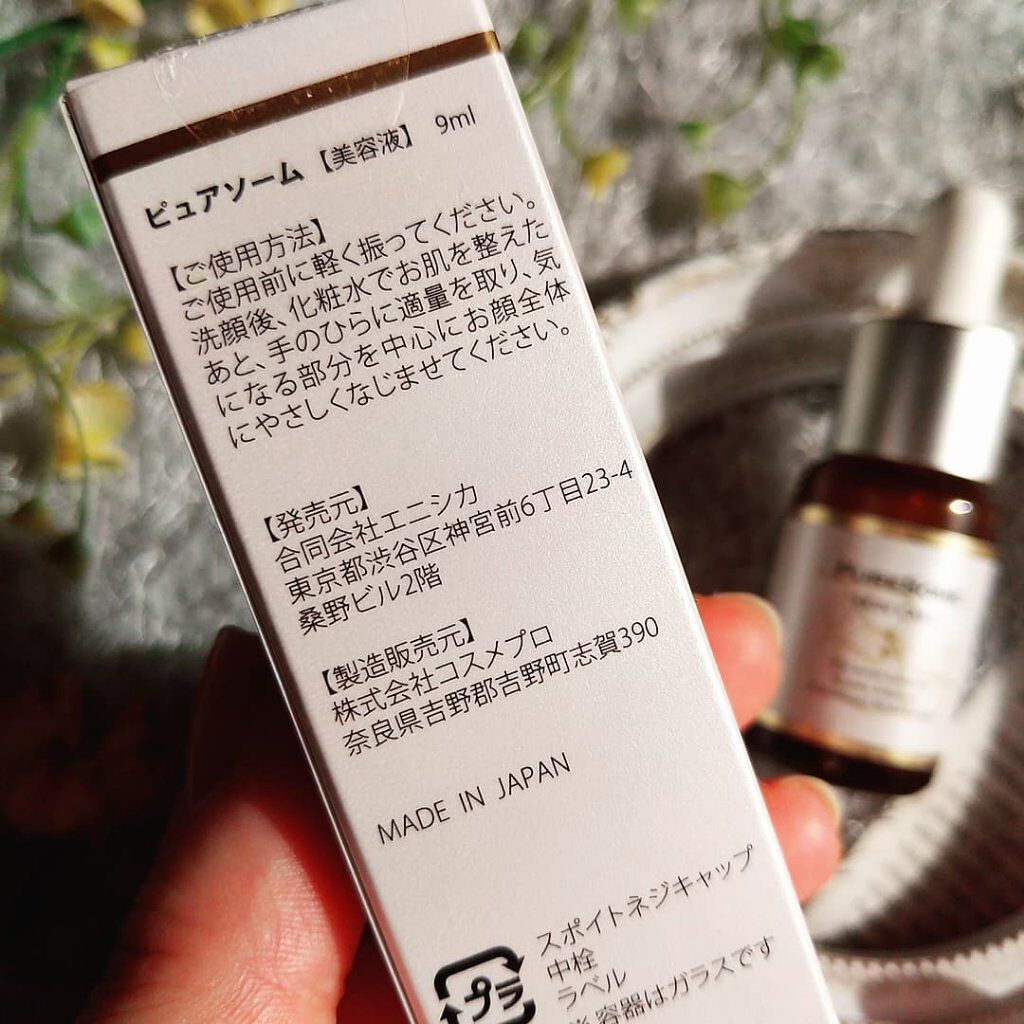 ピュアソーム【美容液】 9ml
【ご使用方法】
ご使用前に軽く振ってください。
洗顔後、化粧水でお肌を整えた
あと、手のひらに適量を取り、気
になる部分を中心にお顔全体
にやさしくなじませてください。
【発売元】
合同会社エニシカ
東京都渋谷区神宮前6丁目23-4
桑野ビル2階
【製造販売元】
株式会社コスメプロ
奈良県吉野郡吉野町志賀390
MADE IN JAPAN
プラ
スポイトネジキャップ
中栓
ラベル
容器はガラスです